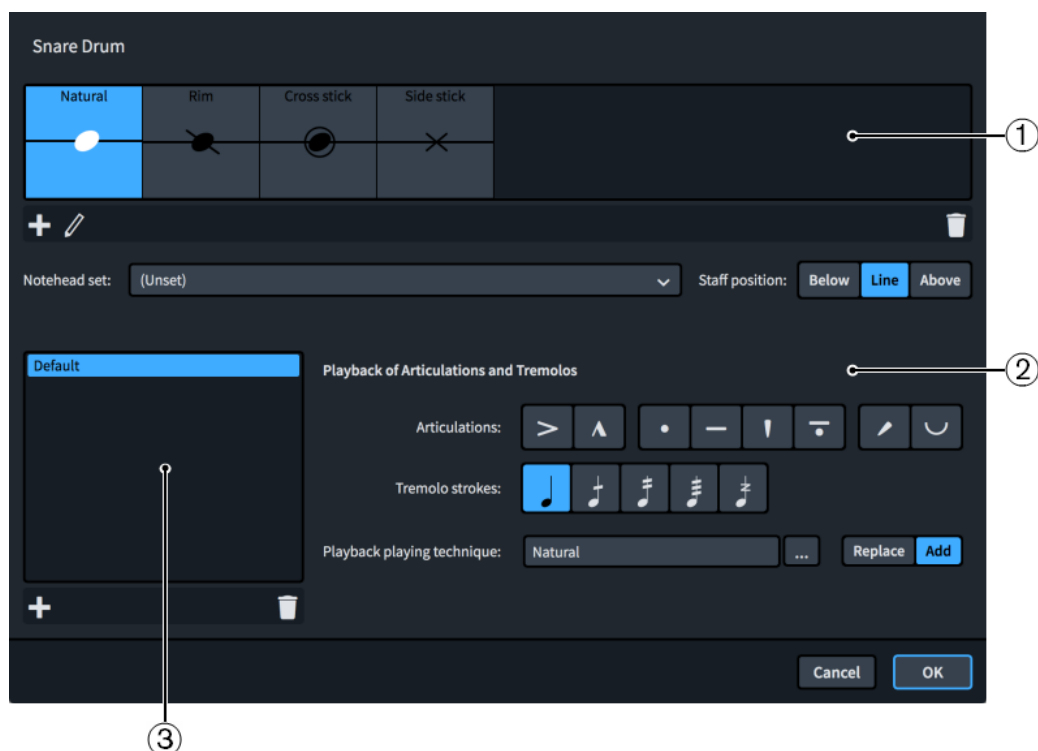 Snare Drum
Natural Rim Cross stick Side stick
1
Notehead set: (Unset) Staff position: Below Line Above
Default
Playback of Articulations and Tremolos
2
Articulations:
Tremolo strokes:
Playback playing technique: Natural ... Replace Add
Cancel OK
3